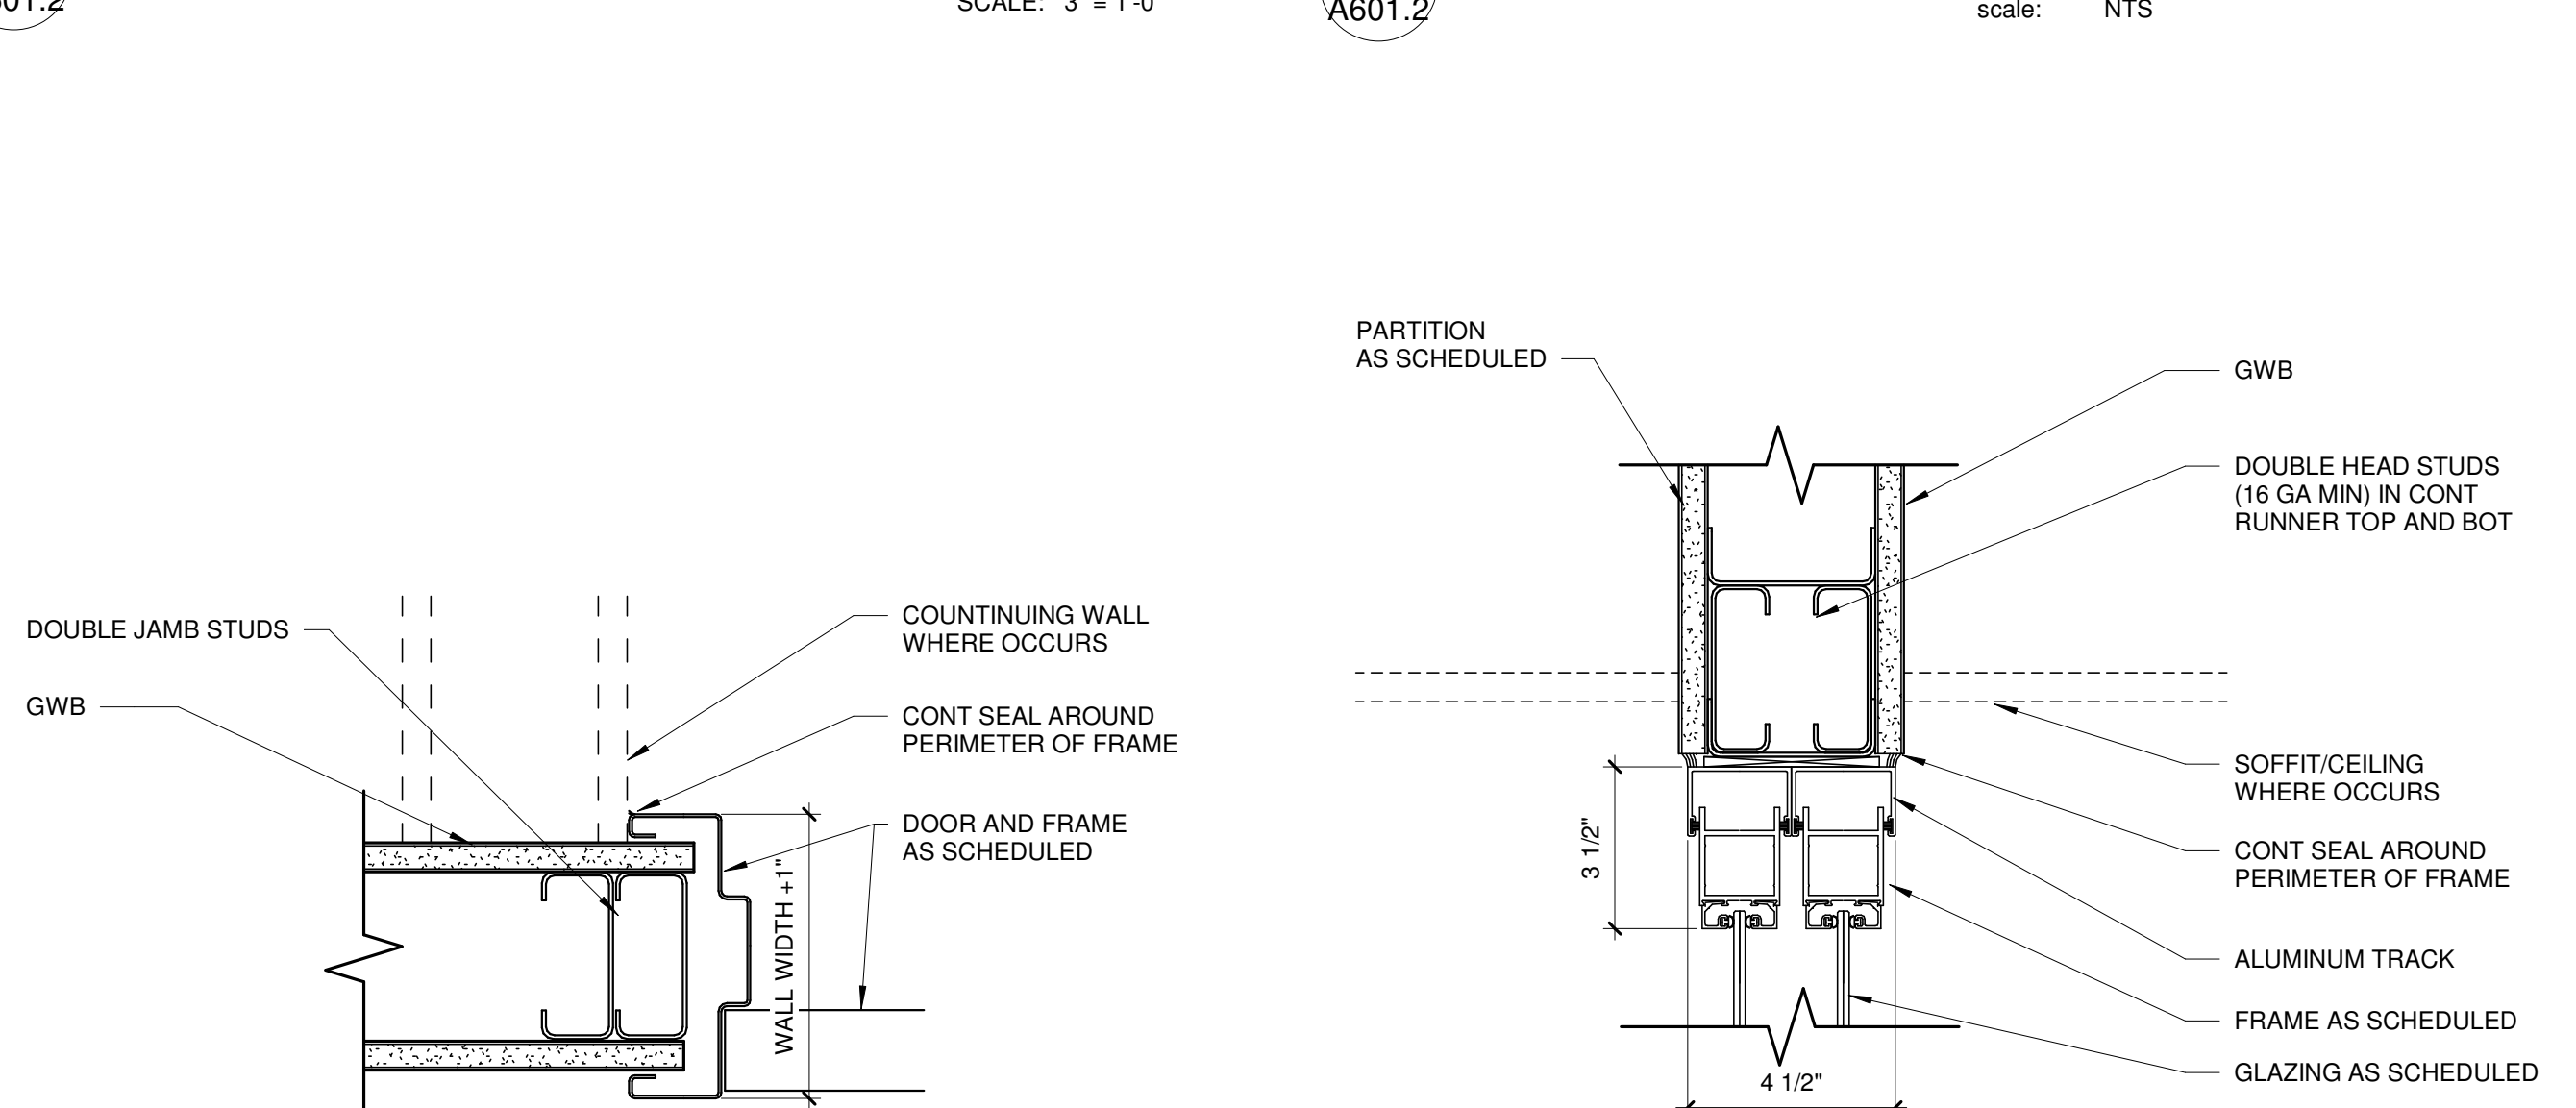 A601.2
SCALE: 3" = 1'-0"
A601.2
scale: NTS
DOUBLE JAMB STUDS
GWB
COUNTINUING WALL
WHERE OCCURS
CONT SEAL AROUND
PERIMETER OF FRAME
DOOR AND FRAME
AS SCHEDULED
WALL WIDTH +1"
PARTITION
AS SCHEDULED
GWB
DOUBLE HEAD STUDS
(16 GA MIN) IN CONT
RUNNER TOP AND BOT
SOFFIT/CEILING
WHERE OCCURS
CONT SEAL AROUND
PERIMETER OF FRAME
ALUMINUM TRACK
FRAME AS SCHEDULED
GLAZING AS SCHEDULED
3 1/2"
4 1/2"